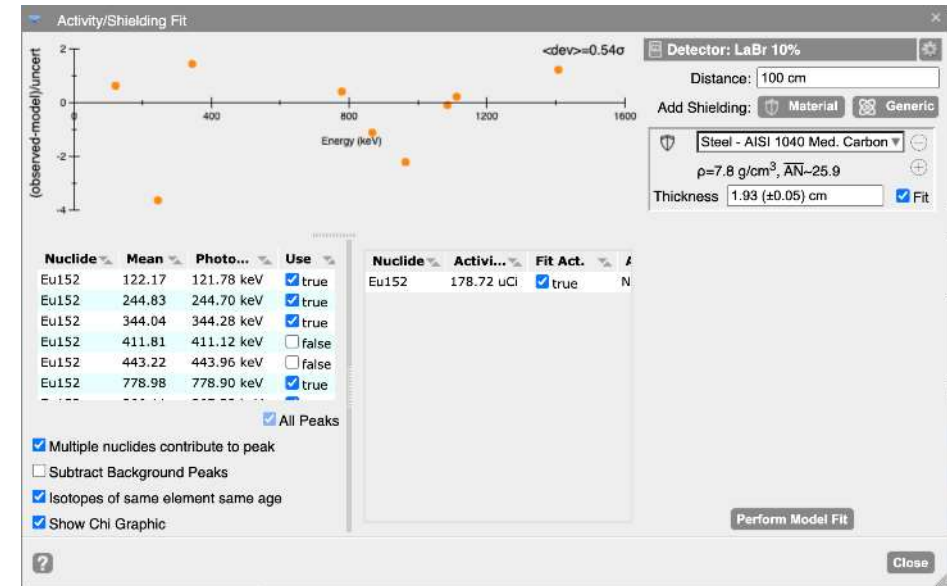 Activity/Shielding Fit
×
(observed-model)/uncert
2
0
-2
-4
<dev>=0.54σ
0
400
800
1200
1600
Energy (keV)
Detector: LaBr 10%
Distance: 100 cm
Add Shielding: Material Generic
Steel - AISI 1040 Med. Carbon
ρ=7.8 g/cm³, AN~25.9
Thickness 1.93 (±0.05) cm Fit
Nuclide Mean Photo... Use
Eu152 122.17 121.78 keV true
Eu152 244.83 244.70 keV true
Eu152 344.04 344.28 keV true
Eu152 411.81 411.12 keV false
Eu152 443.22 443.96 keV false
Eu152 778.98 778.90 keV true
All Peaks
Nuclide Activi... Fit Act.
Eu152 178.72 uCi true N
Multiple nuclides contribute to peak
Subtract Background Peaks
Isotopes of same element same age
Show Chi Graphic
Perform Model Fit
?
Close